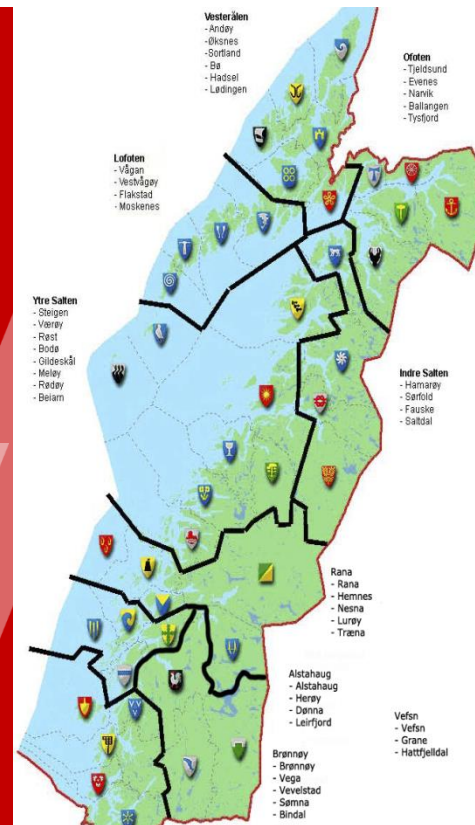 Vesterålen
- Andøy
- Øksnes
- Sortland
- Bø
- Hadsel
- Lødingen
Ofoten
- Tjeldsund
- Evenes
- Narvik
- Ballangen
- Tysfjord
Lofoten
- Vågan
- Vestvågøy
- Flakstad
- Moskenes
Ytre Salten
- Steigen
- Værøy
- Røst
- Bodø
- Gildeskål
- Meløy
- Rødøy
- Beiarn
Indre Salten
- Hamarøy
- Sørfold
- Fauske
- Saltdal
Rana
- Rana
- Hemnes
- Nesna
- Lurøy
- Træna
Alstahaug
- Alstahaug
- Herøy
- Dønna
- Leirfjord
Vefsn
- Vefsn
- Grane
- Hattfjelldal
Brønnøy
- Brønnøy
- Vega
- Vevelstad
- Sømna
- Bindal